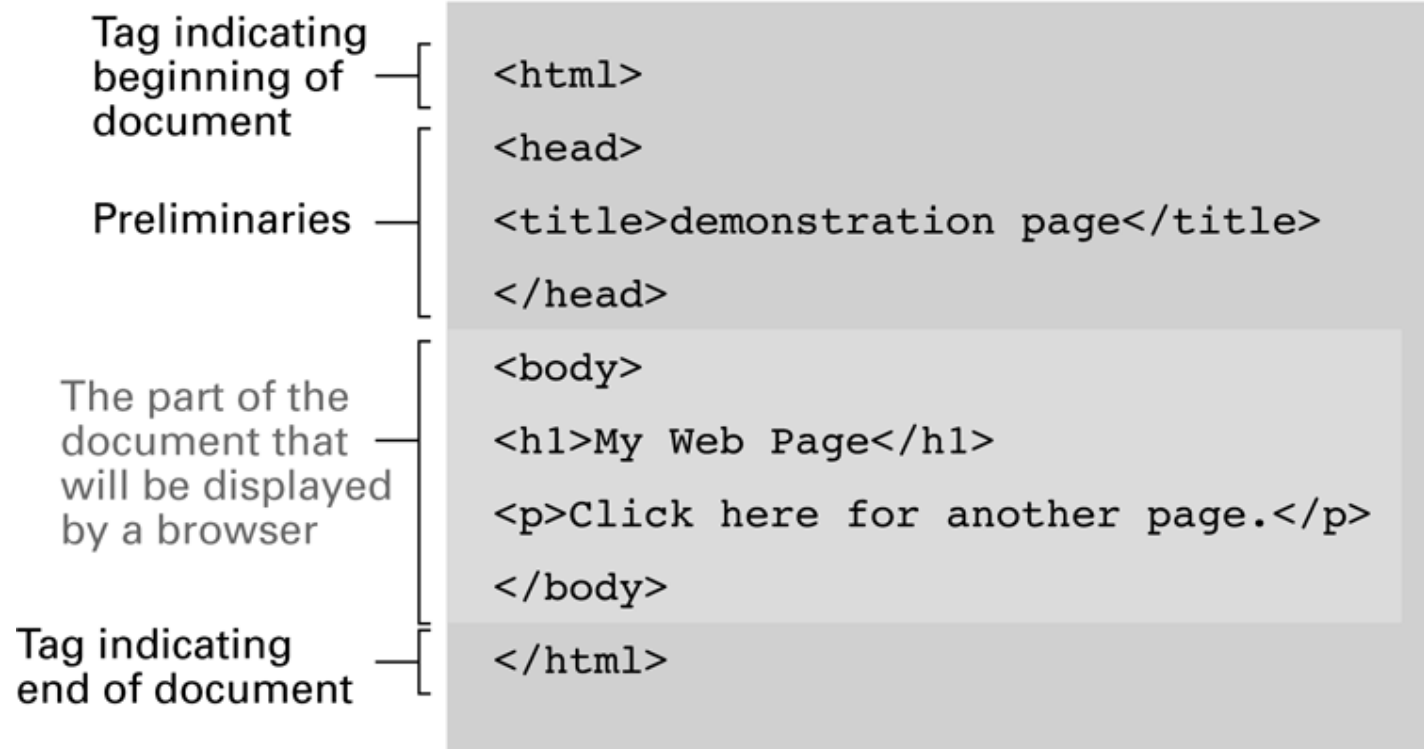 Tag indicating
beginning of
document
<html>
Preliminaries
<head>
<title>demonstration page</title>
</head>
The part of the
document that
will be displayed
by a browser
<body>
<h1>My Web Page</h1>
<p>Click here for another page.</p>
</body>
Tag indicating
end of document
</html>